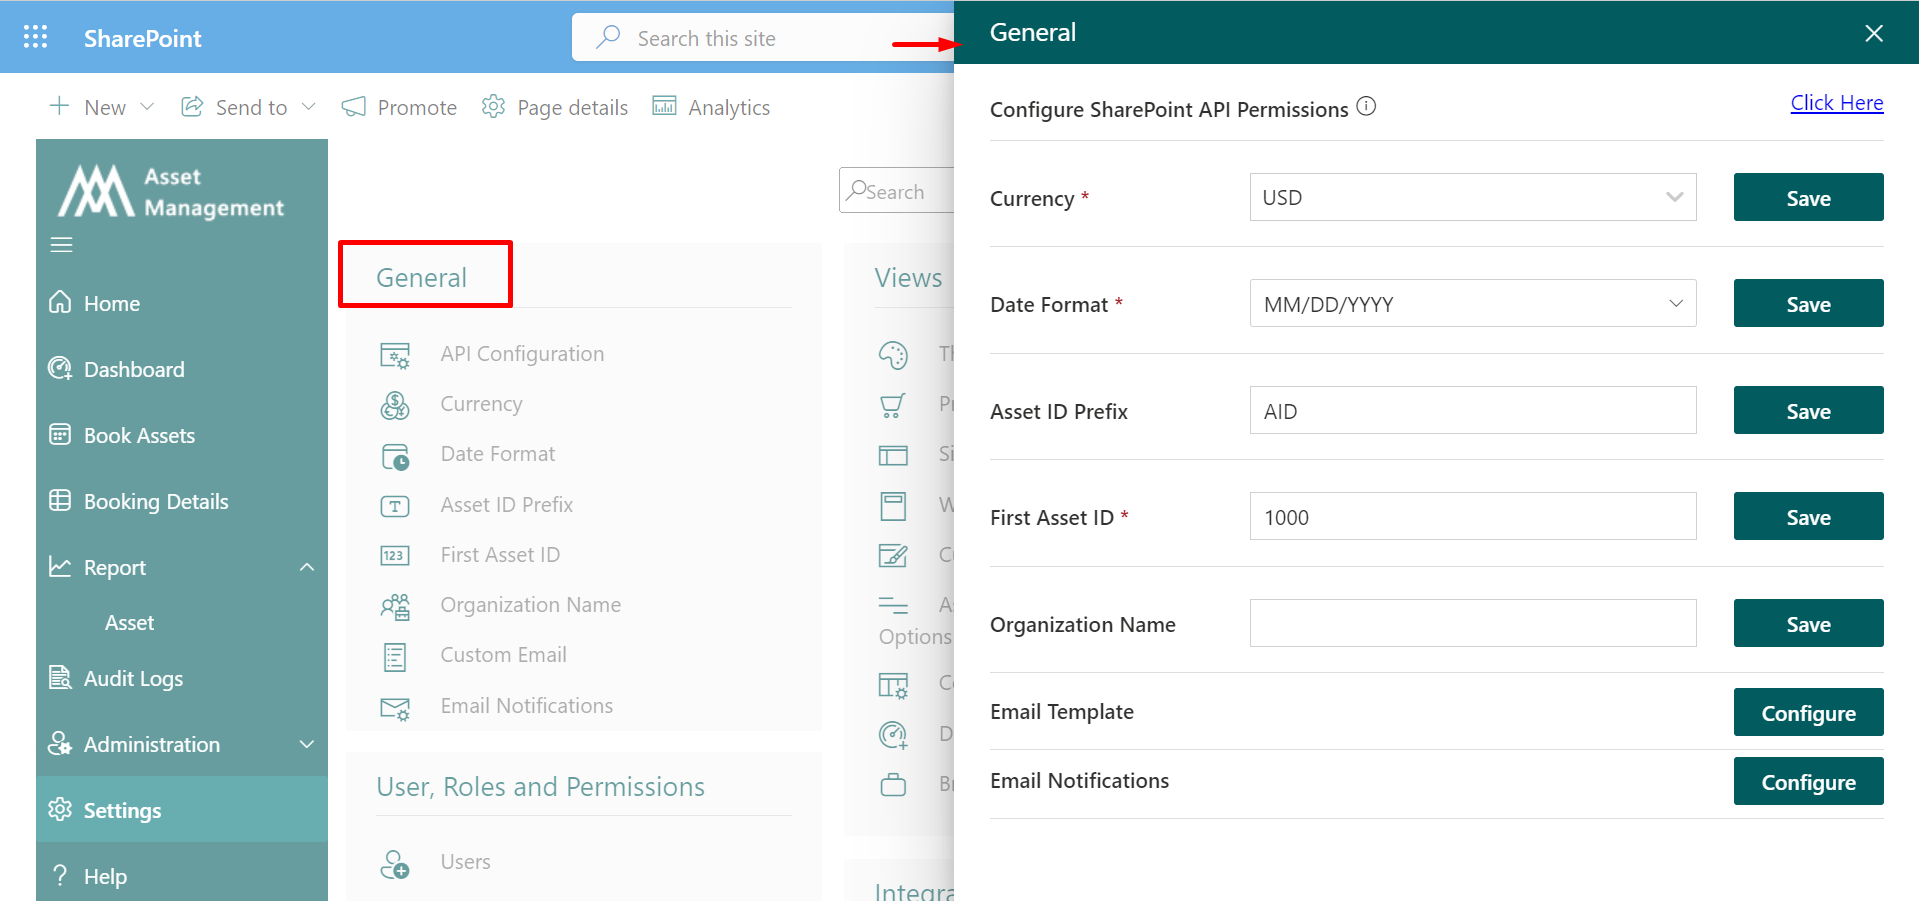 SharePoint
Search this site
New
Send to
Promote
Page details
Analytics
Asset
Management
Home
Dashboard
Book Assets
Booking Details
Report
Asset
Audit Logs
Administration
Settings
Help
Search
General
API Configuration
Currency
Date Format
Asset ID Prefix
123
First Asset ID
Organization Name
Custom Email
Email Notifications
User, Roles and Permissions
Users
Views
Options
General
Configure SharePoint API Permissions
Click Here
Currency *
USD
Save
Date Format *
MM/DD/YYYY
Save
Asset ID Prefix
AID
Save
First Asset ID *
1000
Save
Organization Name
Save
Email Template
Configure
Email Notifications
Configure